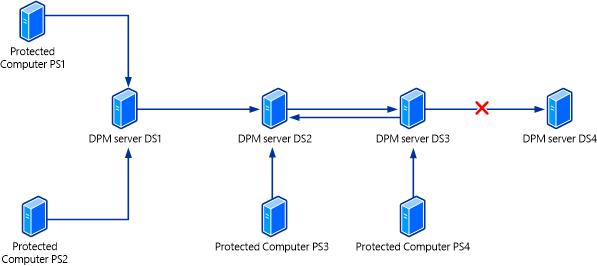 Protected
Computer PS1
DPM server DS1
DPM server DS2
DPM server DS3
DPM server DS4
Protected
Computer PS2
Protected Computer PS3
Protected Computer PS4